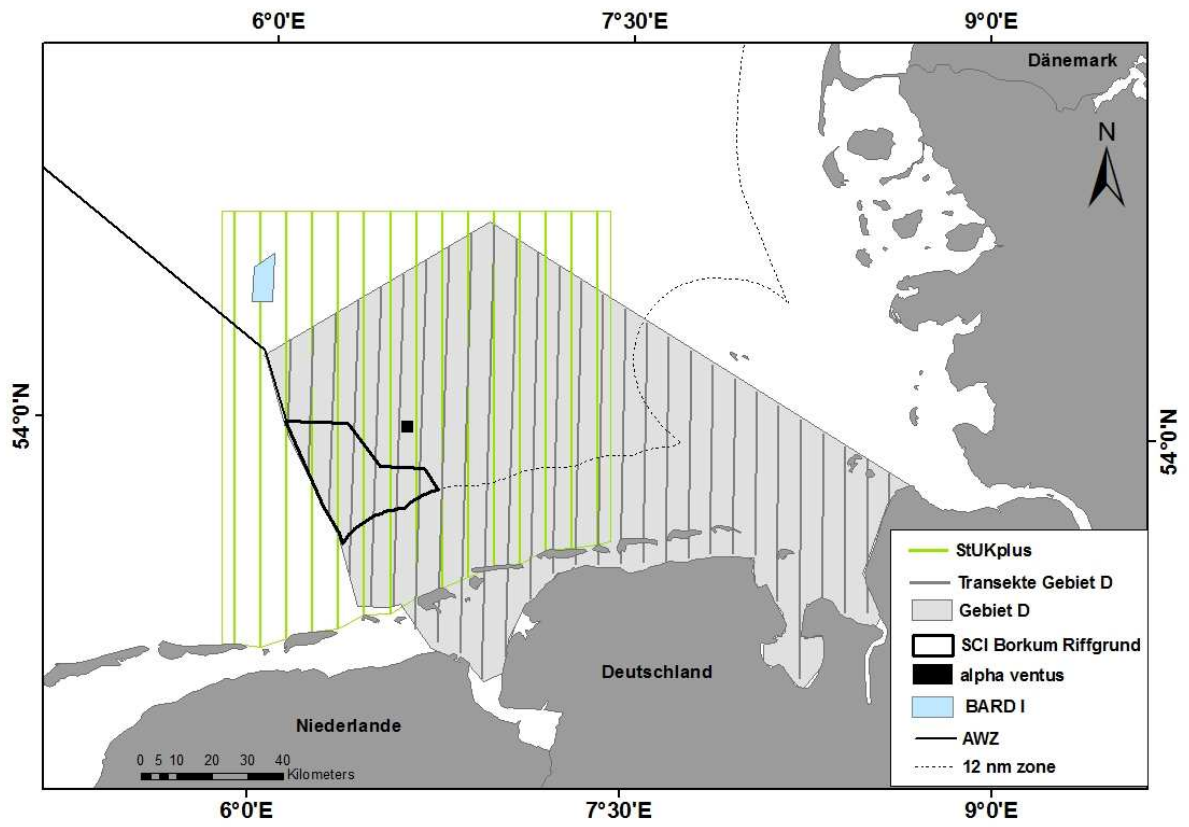 6°0'E 7°30'E 9°0'E
Dänemark
N
54°0'N
54°0'N
StUKplus
Transekte Gebiet D
Gebiet D
SCI Borkum Riffgrund
alpha ventus
BARD I
AWZ
12 nm zone
Deutschland
Niederlande
0 5 10 20 30 40
Kilometers
6°0'E 7°30'E 9°0'E